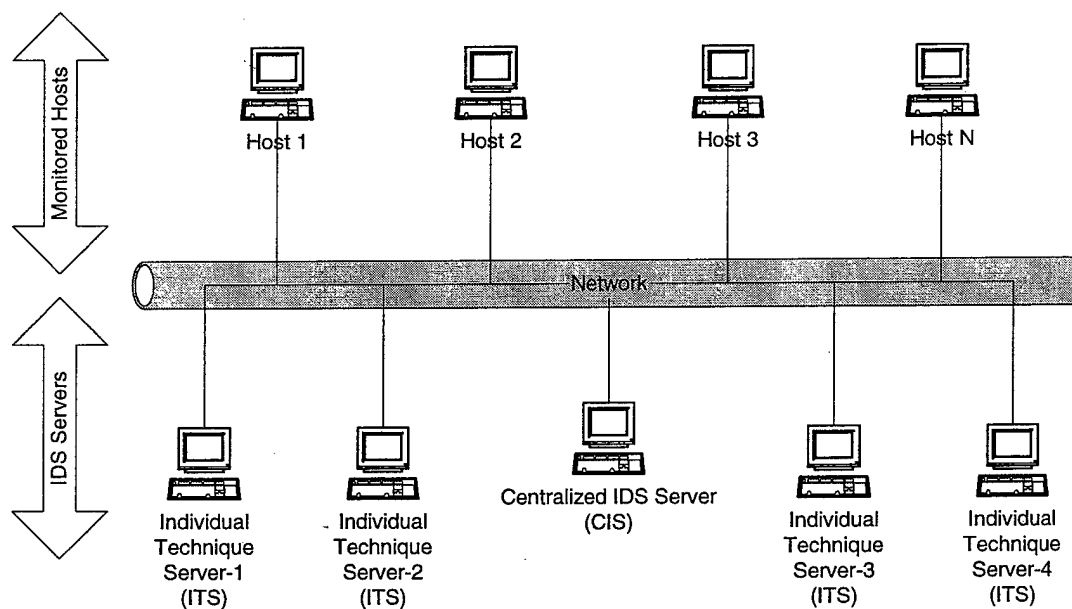 Monitorred Hosts
Host 1
Host 2
Host 3
Host N
Network
IDS Servers
Individual
Technique
Server-1
(ITS)
Individual
Technique
Server-2
(ITS)
Centralized IDS Server
(CIS)
Individual
Technique
Server-3
(ITS)
Individual
Technique
Server-4
(ITS)